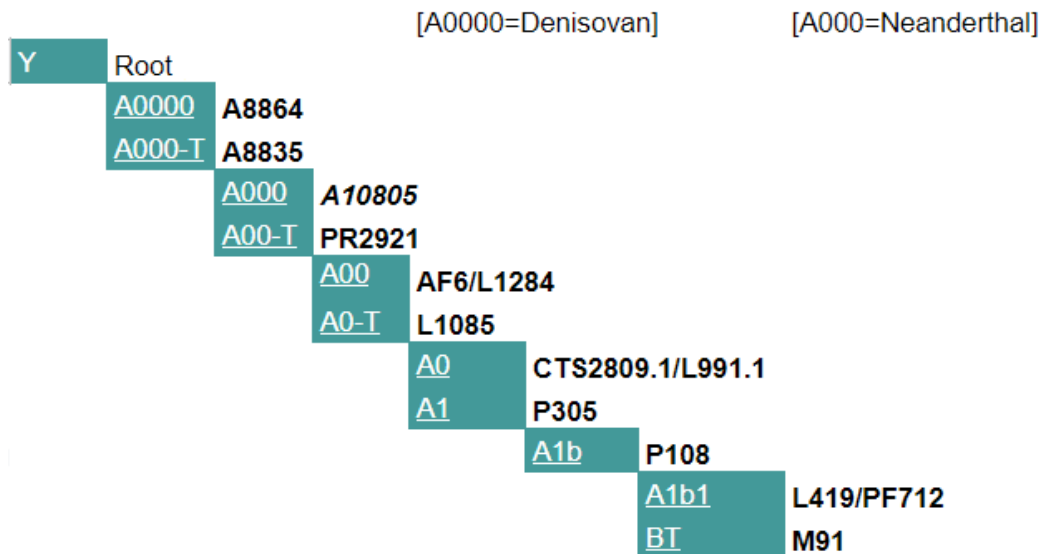 [A0000=Denisovan] [A000=Neanderthal]
Y Root
A0000 A8864
A000-T A8835
A000 A10805
A00-T PR2921
A00 AF6/L1284
A0-T L1085
A0 CTS2809.1/L991.1
A1 P305
A1b P108
A1b1 L419/PF712
BT M91